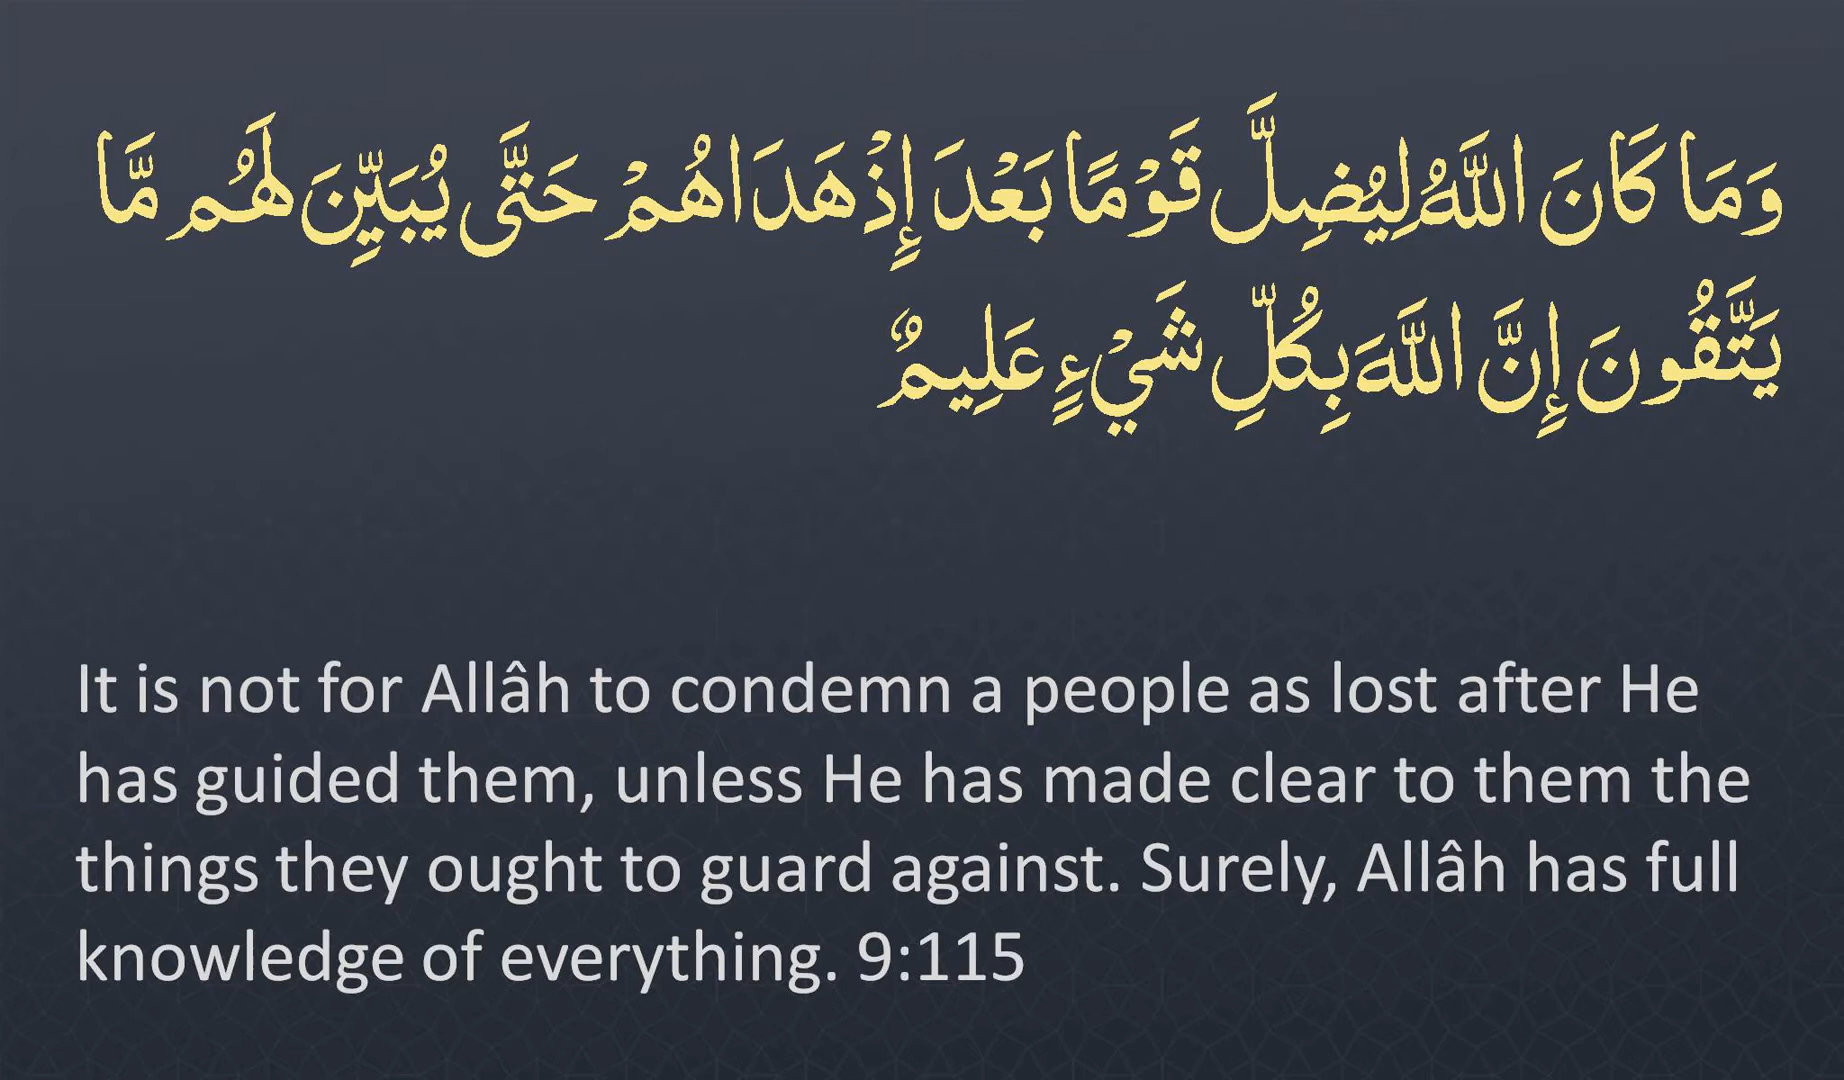 وَمَا كَانَ اللَّهُ لِيُضِلَّ قَوْمًا بَعْدَ إِذْ هَدَاهُمْ حَتَّى يُبَيِّنَ لَهُم مَّا
يَتَّقُونَ إِنَّ اللَّهَ بِكُلِّ شَيْءٍ عَلِيمٌ
It is not for Allâh to condemn a people as lost after He
has guided them, unless He has made clear to them the
things they ought to guard against. Surely, Allâh has full
knowledge of everything. 9:115